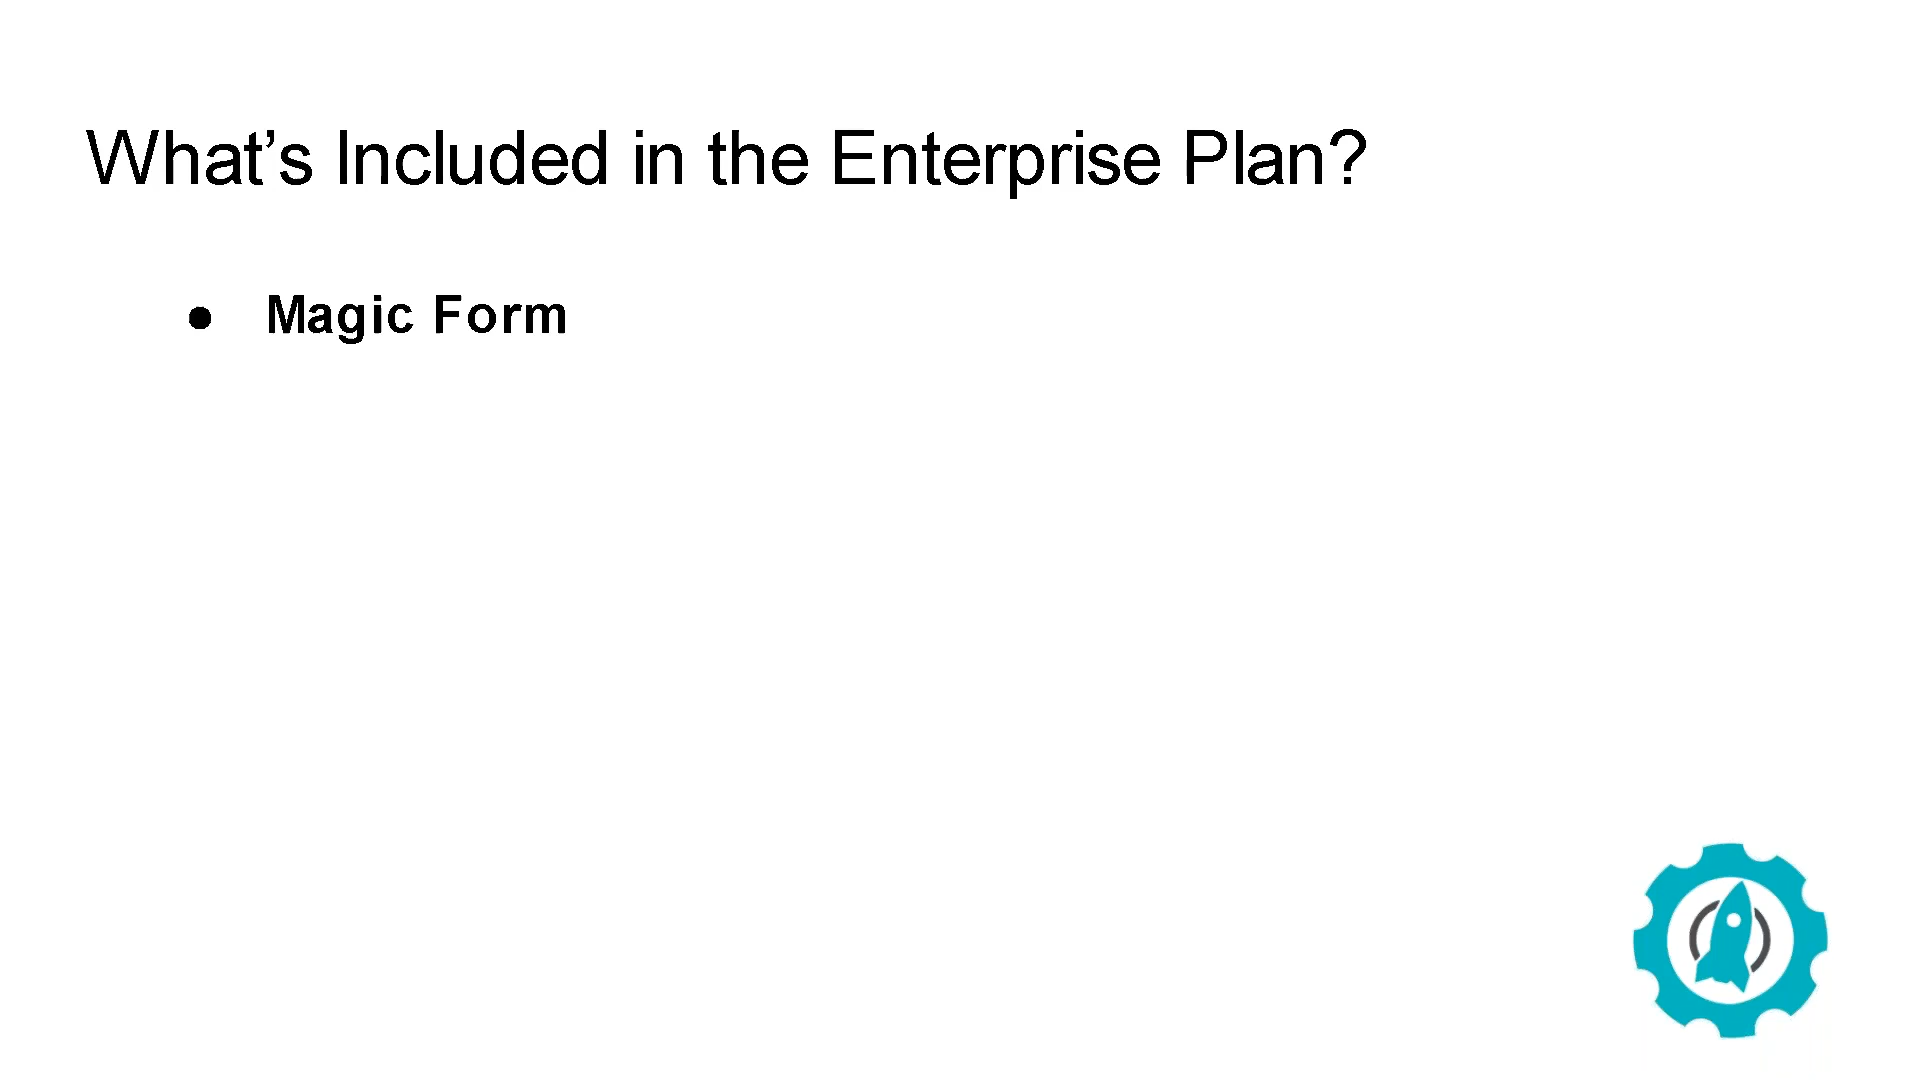 What’s Included in the Enterprise Plan?
● Magic Form